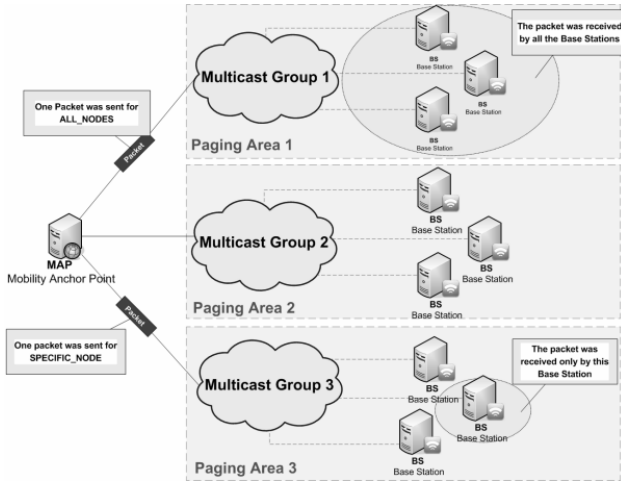 One Packet was sent for
ALL_NODES
Packet
MAP
Mobility Anchor Point
Packet
One packet was sent for
SPECIFIC_NODE
Multicast Group 1
BS
Base Station
BS
Base Station
BS
Base Station
The packet was received
by all the Base Stations
Paging Area 1
Multicast Group 2
BS
Base Station
BS
Base Station
BS
Base Station
Paging Area 2
Multicast Group 3
BS
Base Station
BS
Base Station
BS
Base Station
The packet was
received only by this
Base Station
Paging Area 3